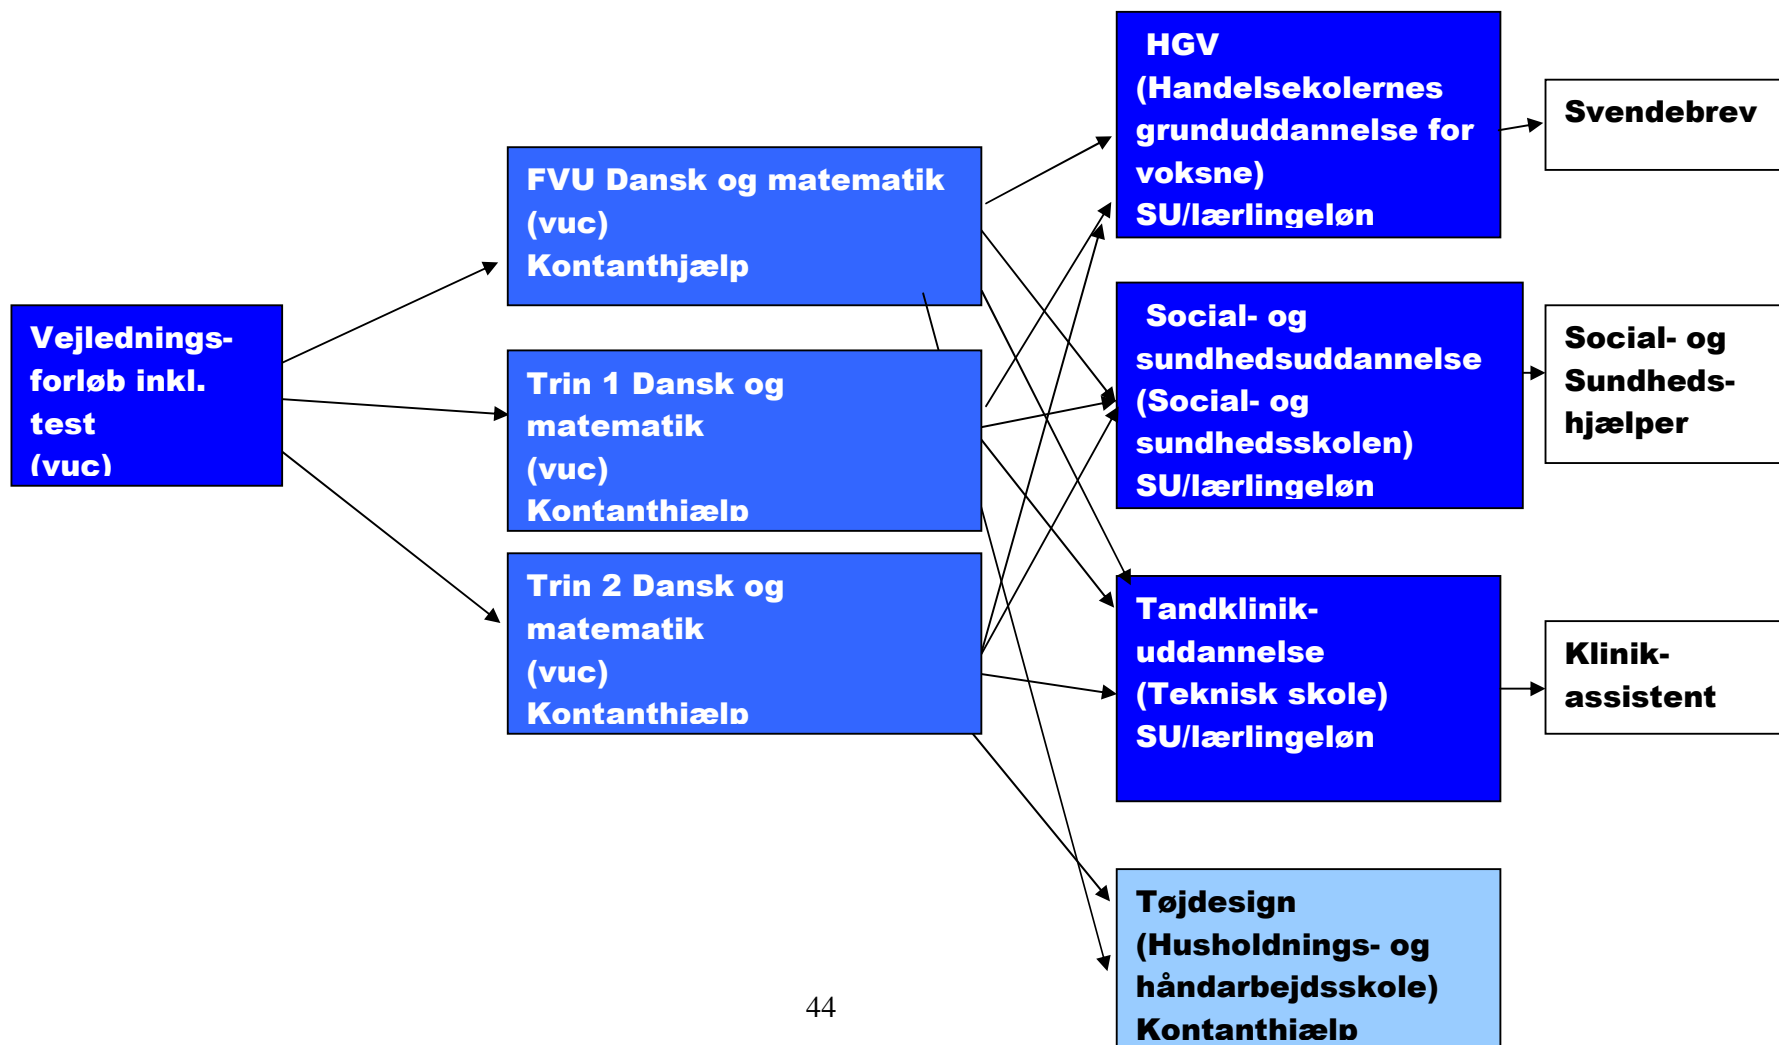 Vejlednings-
forløb inkl.
test
(vuc)
FVU Dansk og matematik
(vuc)
Kontanthjælp
Trin 1 Dansk og
matematik
(vuc)
Kontanthjælp
Trin 2 Dansk og
matematik
(vuc)
Kontanthjælp
HGV
(Handelsekolernes
grunduddannelse for
voksne)
SU/lærlingeløn
Social- og
sundhedsuddannelse
(Social- og
sundhedsskolen)
SU/lærlingeløn
Tandklinik-
uddannelse
(Teknisk skole)
SU/lærlingeløn
Tøjdesign
(Husholdnings- og
håndarbejdsskole)
Kontanthjælp
Svendebrev
Social- og
Sundheds-
hjælper
Klinik-
assistent
44